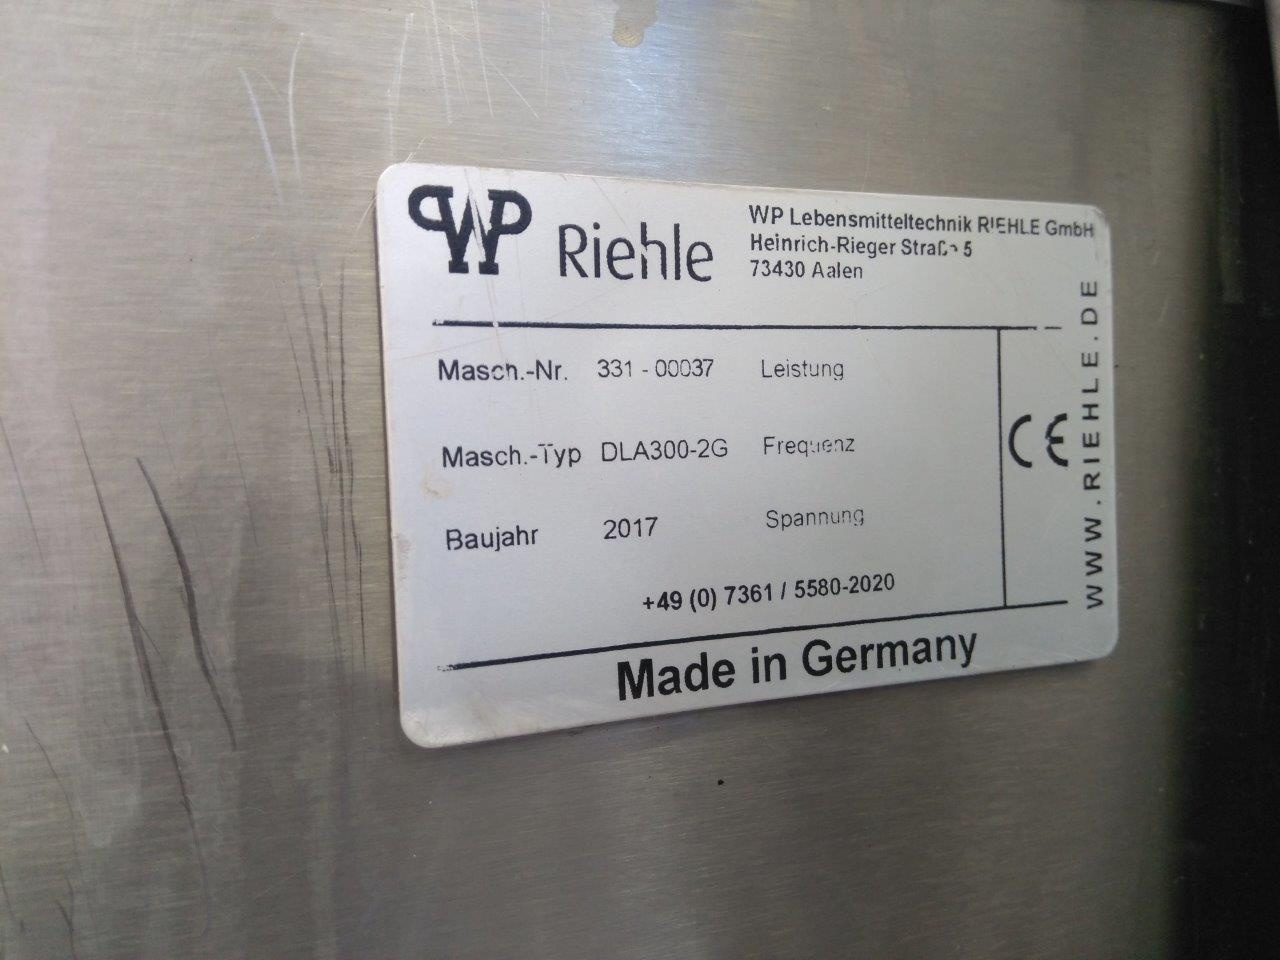 WP Riehle
WP Lebensmitteltechnik RIEHLE GmbH
Heinrich-Rieger Straße 5
73430 Aalen
Masch.-Nr. 331 - 00037 Leistung
Masch.-Typ DLA300-2G Frequenz
Baujahr 2017 Spannung
+49 (0) 7361 / 5580-2020
CE
WWW.RIEHLE.DE
Made in Germany